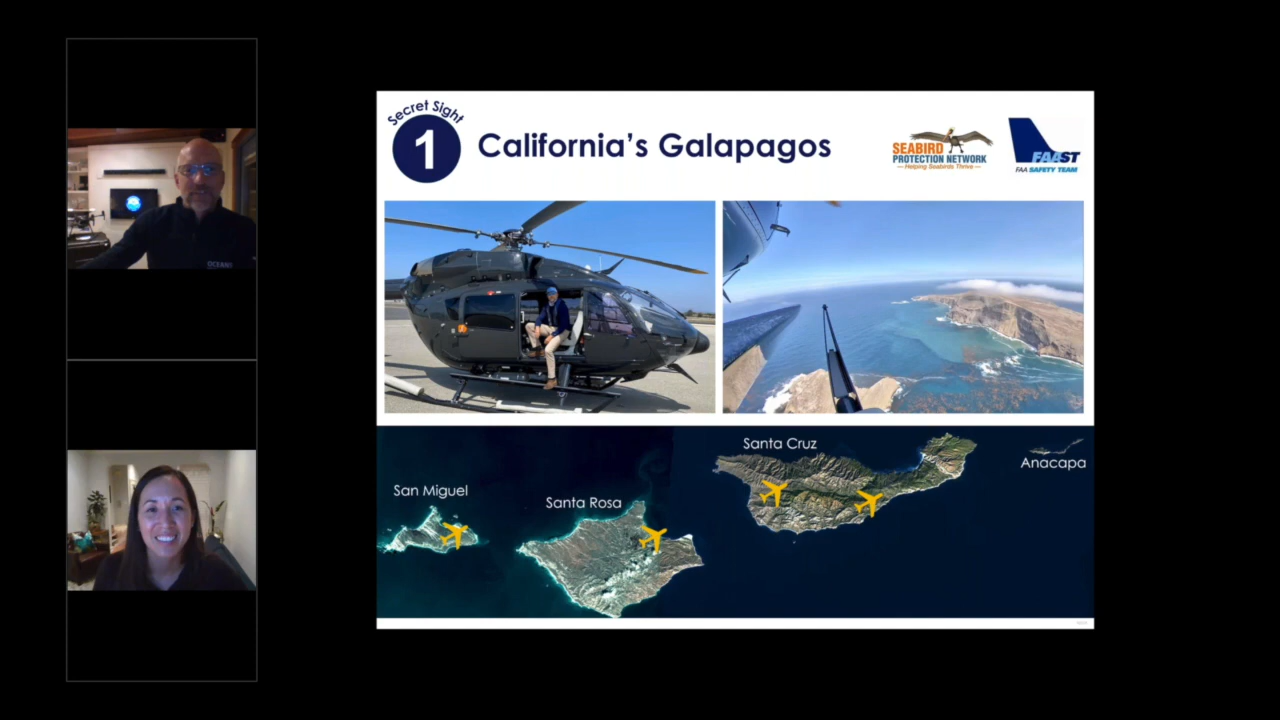 Secret Sight
1
California's Galapagos
SEABIRD
PROTECTION NETWORK
Helping Seabirds Thrive
FAAST
FAA SAFETY TEAM
OCEANS
San Miguel
Santa Rosa
Santa Cruz
Anacapa